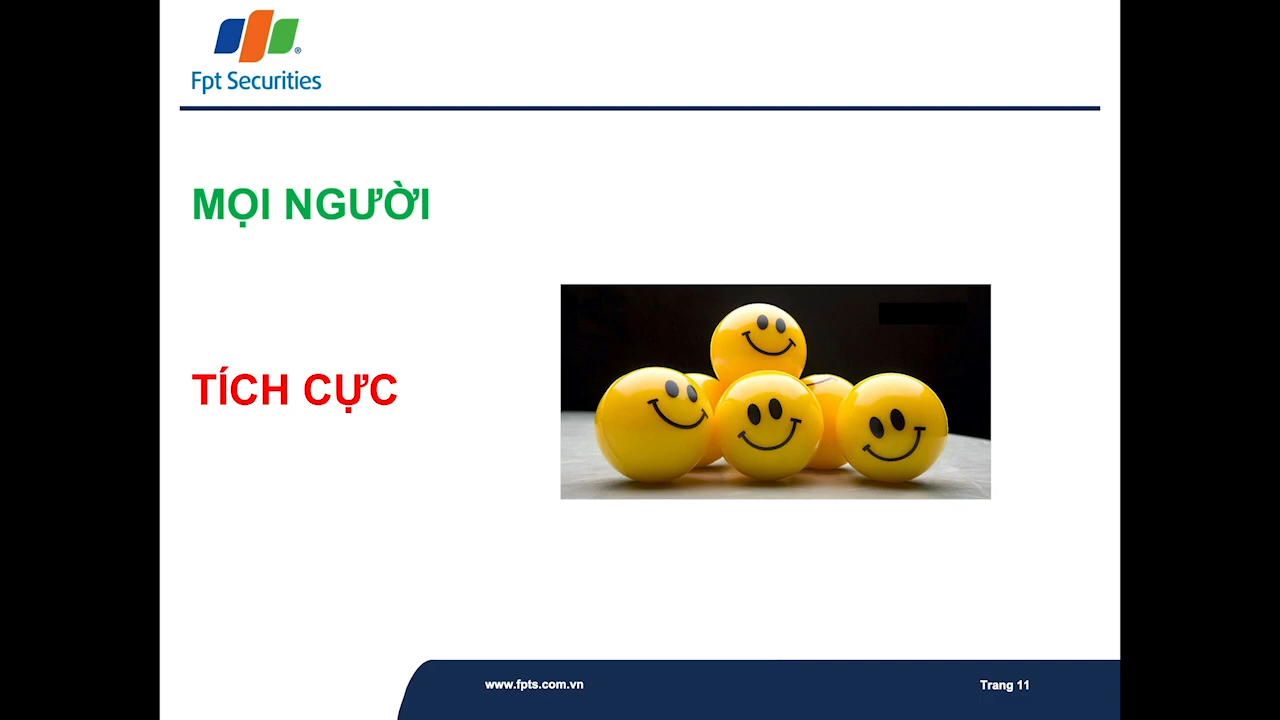 Fpt Securities
MỌI NGƯỜI
TÍCH CỰC
www.fpts.com.vn
Trang 11